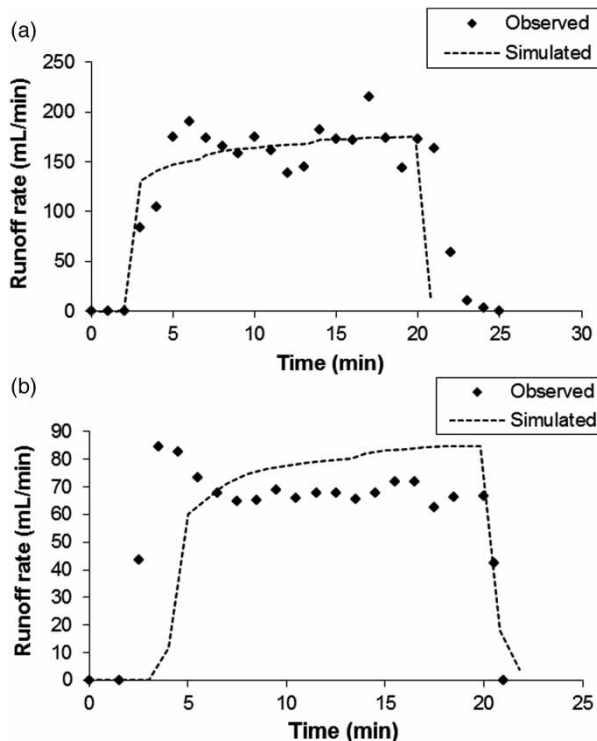 (a)
Observed
Simulated
250
200
150
100
50
0
Runoff rate (mL/min)
0 5 10 15 20 25 30
Time (min)
(b)
Observed
Simulated
90
80
70
60
50
40
30
20
10
0
Runoff rate (mL/min)
0 5 10 15 20 25
Time (min)